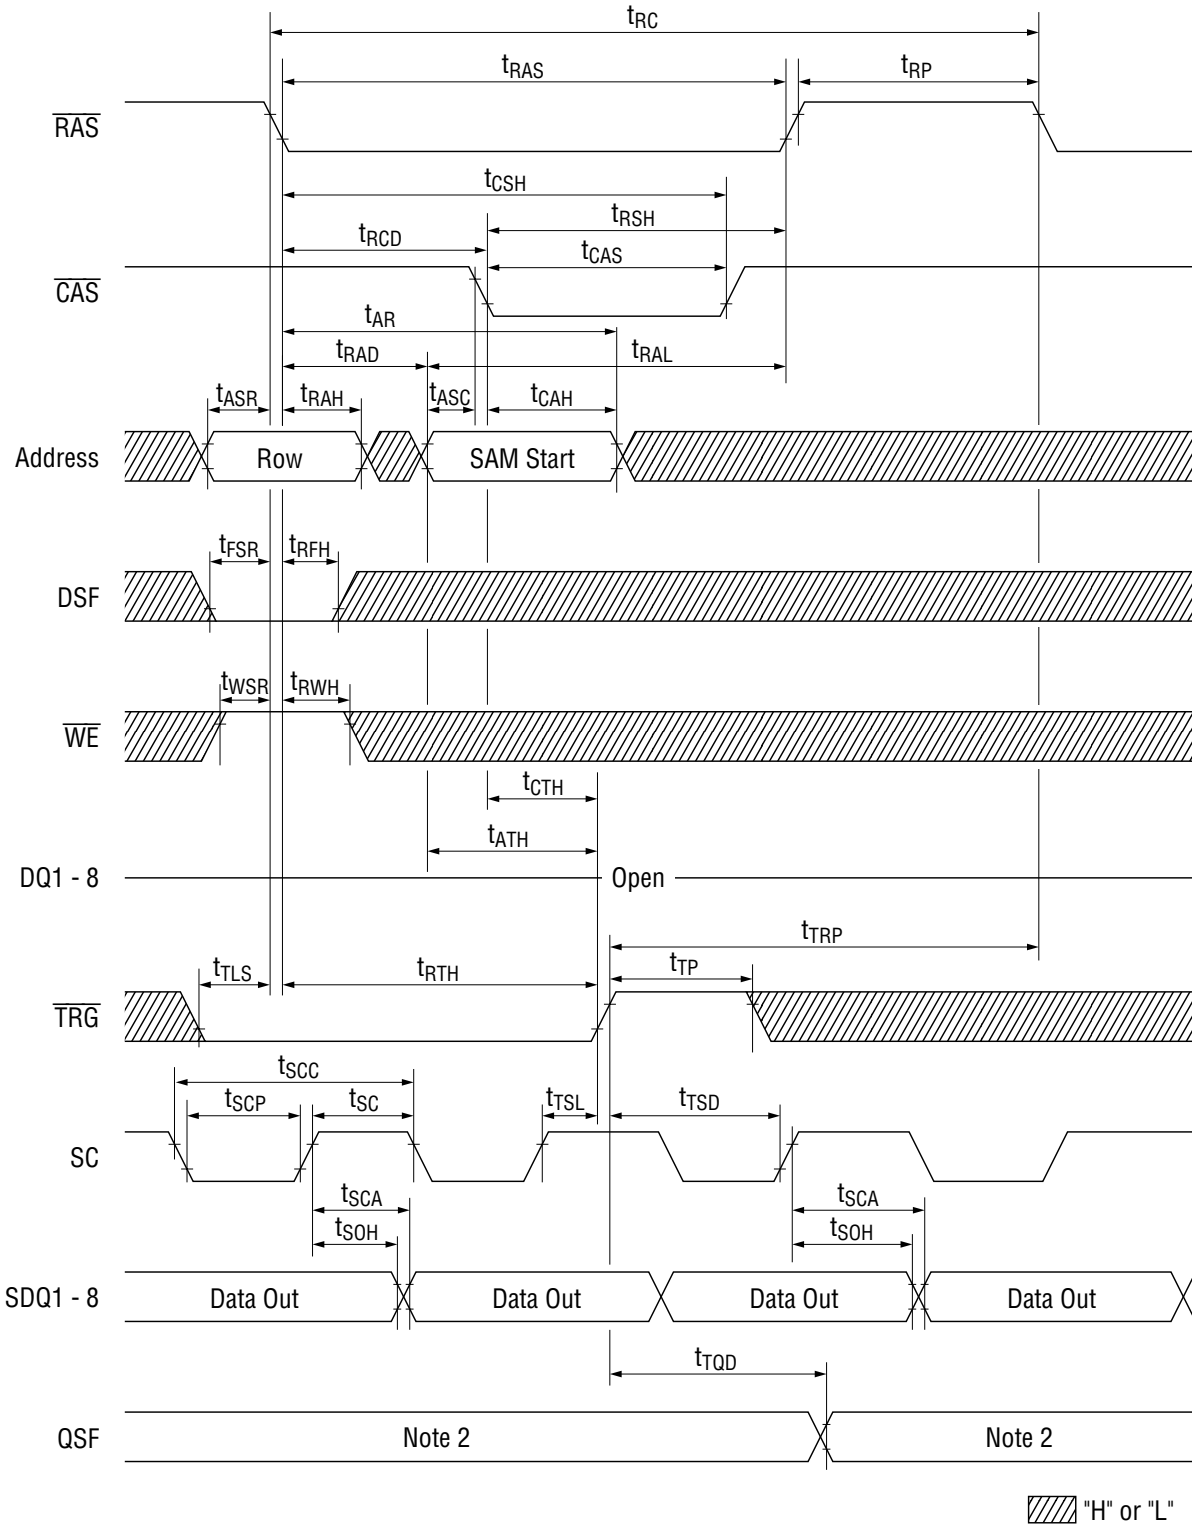 tRC
tRAS
tRP
RAS
tCSH
tRSH
tRCD
tCAS
CAS
tAR
tRAD
tRAL
tASR
tRAH
tASC
tCAH
Address
Row
SAM Start
tFSR
tRFH
DSF
tWSR
tRWH
WE
tCTH
tATH
DQ1 - 8
Open
tTRP
tTLS
tRTH
tTP
TRG
tSCC
tSCP
tSC
tTSL
tTSD
SC
tSCA
tSCA
tSOH
tSOH
SDQ1 - 8
Data Out
Data Out
Data Out
Data Out
tTQD
QSF
Note 2
Note 2
"H" or "L"